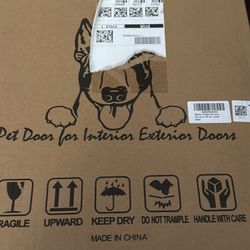 Pet Door for Interior Exterior Doors
FRAGILE UPWARD KEEP DRY DO NOT TRAMPLE HANDLE WITH CARE
MADE IN CHINA